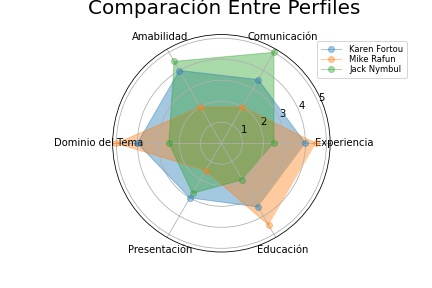 Comparación Entre Perfiles
Amabilidad
Comunicación
Karen Fortou
Mike Rafun
Jack Nymbul
Dominio del Tema
1
2
3
4
5
Experiencia
Presentación
Educación